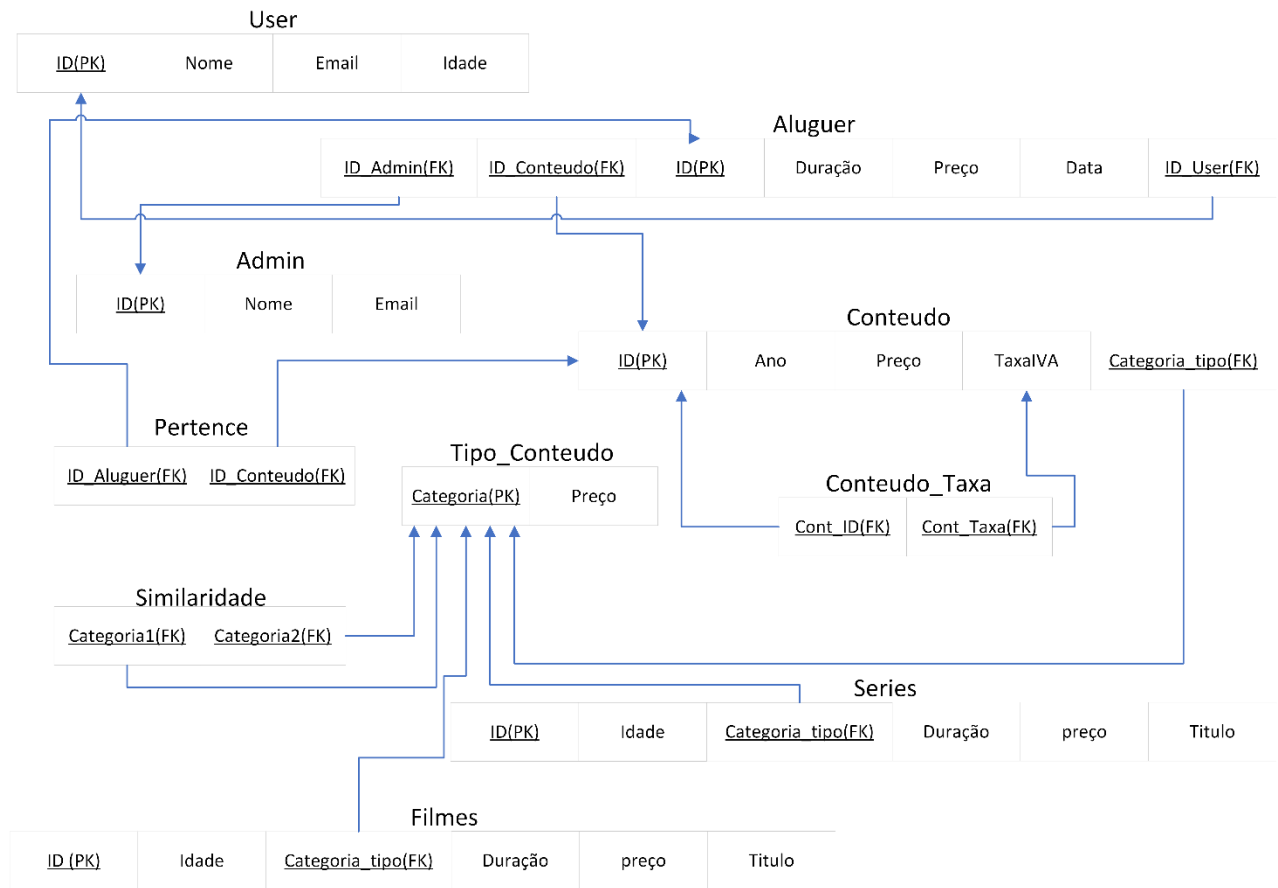 User
ID(PK) Nome Email Idade
Aluguer
ID_Admin(FK) ID_Conteudo(FK) ID(PK) Duração Preço Data ID_User(FK)
Admin
ID(PK) Nome Email
Conteudo
ID(PK) Ano Preço TaxaIVA Categoria_tipo(FK)
Pertence
ID_Aluguer(FK) ID_Conteudo(FK)
Tipo_Conteudo
Categoria(PK) Preço
Conteudo_Taxa
Cont_ID(FK) Cont_Taxa(FK)
Similaridade
Categoria1(FK) Categoria2(FK)
Series
ID(PK) Idade Categoria_tipo(FK) Duração preço Titulo
Filmes
ID (PK) Idade Categoria_tipo(FK) Duração preço Titulo